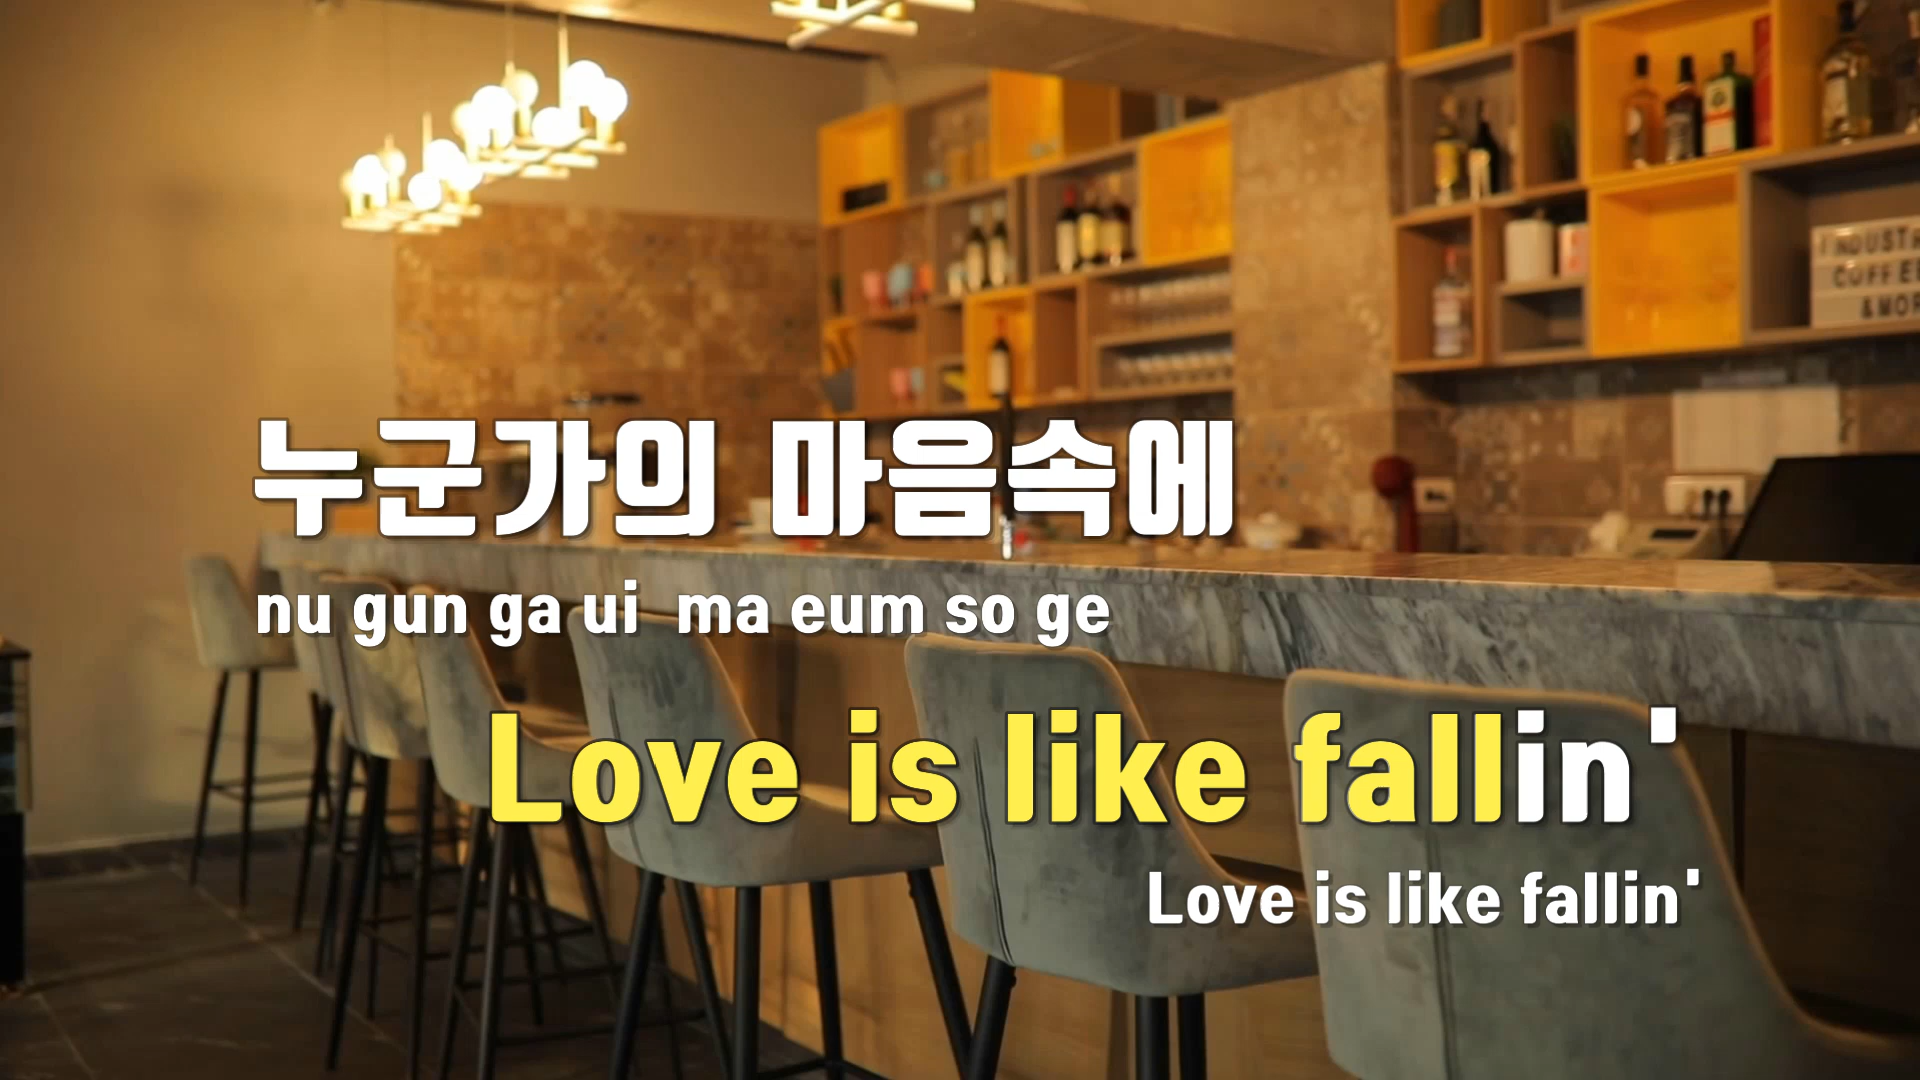 누군가의 마음속에
nu gun ga ui ma eum so ge
Love is like fallin'
Love is like fallin'
COFFEE